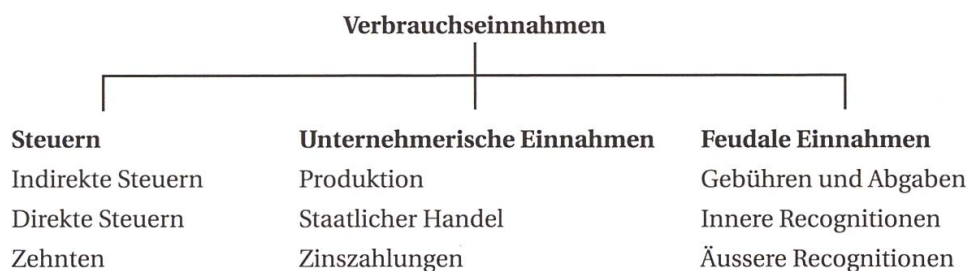 Verbrauchseinnahmen
Steuern Unternehmerische Einnahmen Feudale Einnahmen
Indirekte Steuern Produktion Gebühren und Abgaben
Direkte Steuern Staatlicher Handel Innere Recognitionen
Zehnten Zinszahlungen Äussere Recognitionen